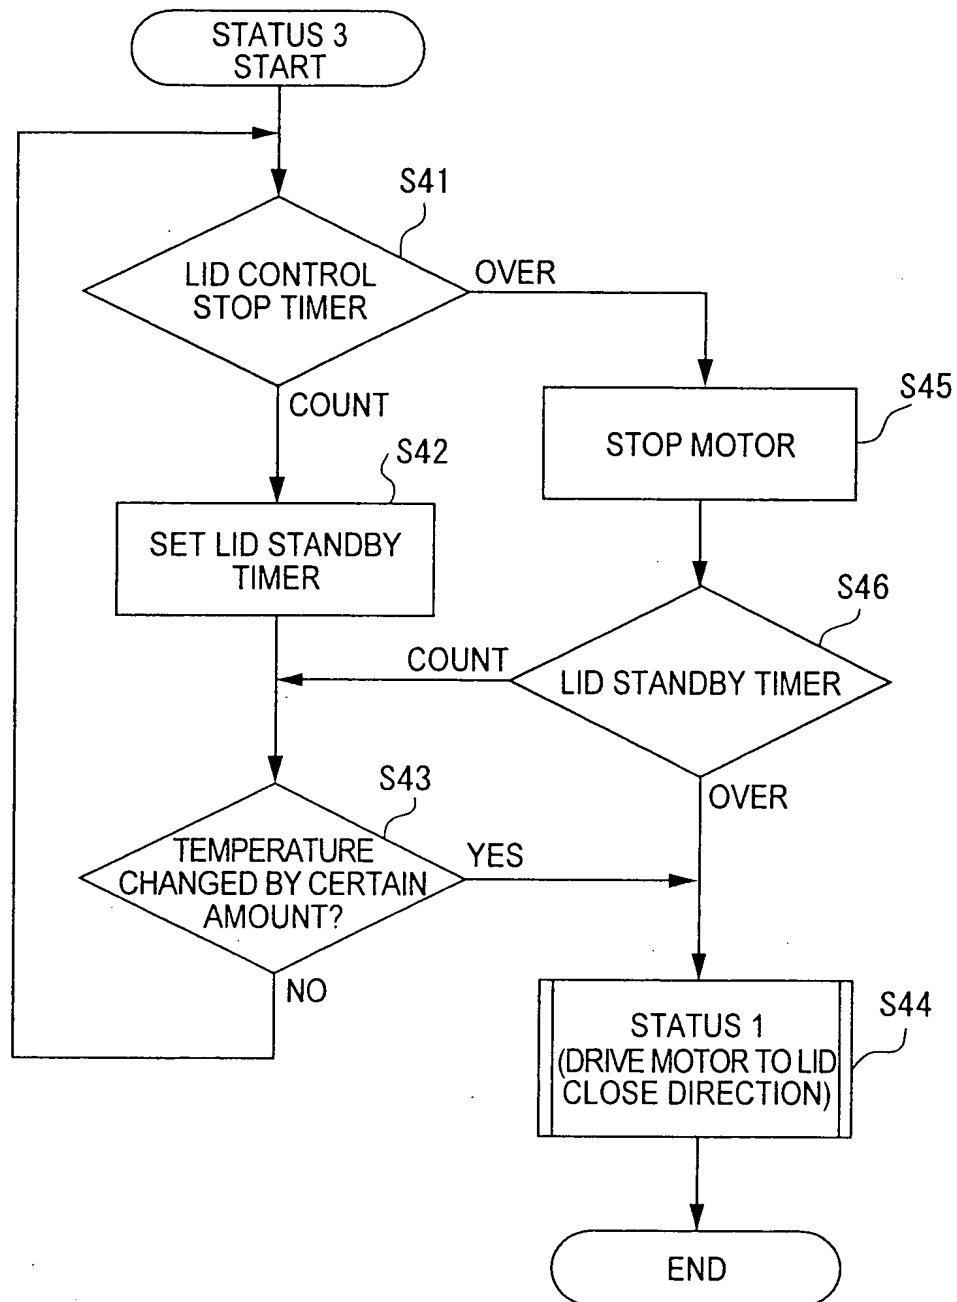 STATUS 3
START
S41
LID CONTROL
STOP TIMER
OVER
COUNT
S45
STOP MOTOR
S42
SET LID STANDBY
TIMER
S46
LID STANDBY TIMER
COUNT
OVER
S43
TEMPERATURE
CHANGED BY CERTAIN
AMOUNT?
YES
NO
S44
STATUS 1
(DRIVE MOTOR TO LID
CLOSE DIRECTION)
END